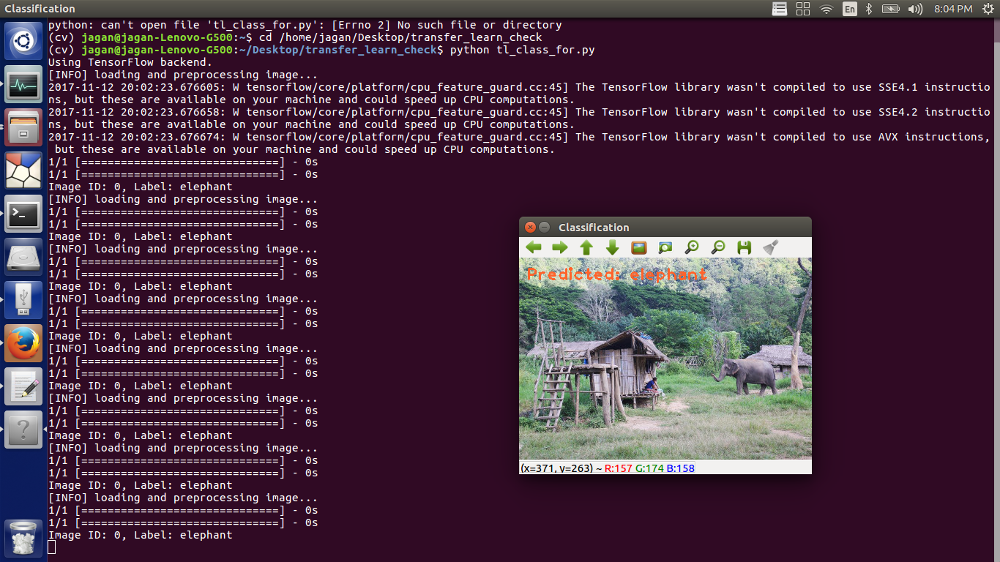 Classification
En
8:04 PM
python: can't open file 'tl_class_for.py': [Errno 2] No such file or directory
(cv) jagan@jagan-Lenovo-G500:~$ cd /home/jagan/Desktop/transfer_learn_check
(cv) jagan@jagan-Lenovo-G500:~/Desktop/transfer_learn_check$ python tl_class_for.py
Using TensorFlow backend.
[INFO] loading and preprocessing image...
2017-11-12 20:02:23.676605: W tensorflow/core/platform/cpu_feature_guard.cc:45] The TensorFlow library wasn't compiled to use SSE4.1 instructio
ns, but these are available on your machine and could speed up CPU computations.
2017-11-12 20:02:23.676658: W tensorflow/core/platform/cpu_feature_guard.cc:45] The TensorFlow library wasn't compiled to use SSE4.2 instructio
ns, but these are available on your machine and could speed up CPU computations.
2017-11-12 20:02:23.676674: W tensorflow/core/platform/cpu_feature_guard.cc:45] The TensorFlow library wasn't compiled to use AVX instructions,
 but these are available on your machine and could speed up CPU computations.
1/1 [==============================] - 0s
1/1 [==============================] - 0s
Image ID: 0, Label: elephant
[INFO] loading and preprocessing image...
1/1 [==============================] - 0s
1/1 [==============================] - 0s
Image ID: 0, Label: elephant
[INFO] loading and preprocessing image...
1/1 [==============================] - 0s
1/1 [==============================] - 0s
Image ID: 0, Label: elephant
[INFO] loading and preprocessing image...
1/1 [==============================] - 0s
1/1 [==============================] - 0s
Image ID: 0, Label: elephant
[INFO] loading and preprocessing image...
1/1 [==============================] - 0s
1/1 [==============================] - 0s
Image ID: 0, Label: elephant
[INFO] loading and preprocessing image...
1/1 [==============================] - 0s
1/1 [==============================] - 0s
Image ID: 0, Label: elephant
[INFO] loading and preprocessing image...
1/1 [==============================] - 0s
1/1 [==============================] - 0s
Image ID: 0, Label: elephant
[INFO] loading and preprocessing image...
1/1 [==============================] - 0s
1/1 [==============================] - 0s
Image ID: 0, Label: elephant
Classification
Predicted: elephant
(x=371, y=263) ~ R:157 G:174 B:158